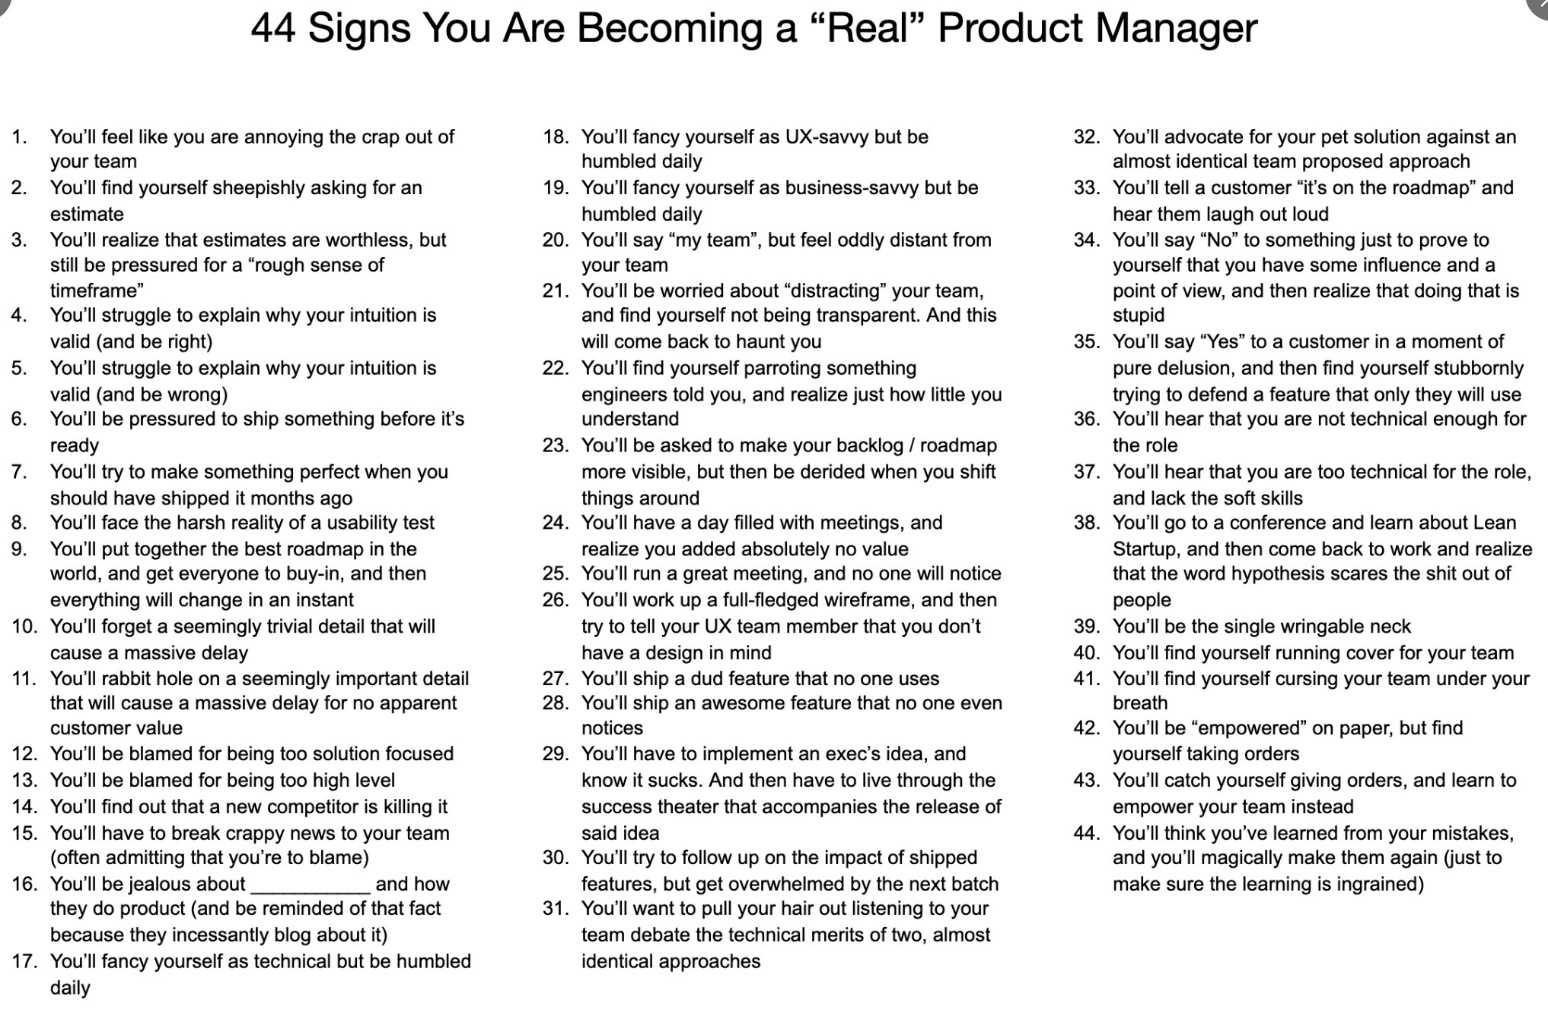 44 Signs You Are Becoming a “Real” Product Manager
1. You’ll feel like you are annoying the crap out of
your team
2. You’ll find yourself sheepishly asking for an
estimate
3. You’ll realize that estimates are worthless, but
still be pressured for a “rough sense of
timeframe”
4. You’ll struggle to explain why your intuition is
valid (and be right)
5. You’ll struggle to explain why your intuition is
valid (and be wrong)
6. You’ll be pressured to ship something before it’s
ready
7. You’ll try to make something perfect when you
should have shipped it months ago
8. You’ll face the harsh reality of a usability test
9. You’ll put together the best roadmap in the
world, and get everyone to buy-in, and then
everything will change in an instant
10. You’ll forget a seemingly trivial detail that will
cause a massive delay
11. You’ll rabbit hole on a seemingly important detail
that will cause a massive delay for no apparent
customer value
12. You’ll be blamed for being too solution focused
13. You’ll be blamed for being too high level
14. You’ll find out that a new competitor is killing it
15. You’ll have to break crappy news to your team
(often admitting that you’re to blame)
16. You’ll be jealous about ___________ and how
they do product (and be reminded of that fact
because they incessantly blog about it)
17. You’ll fancy yourself as technical but be humbled
daily
18. You’ll fancy yourself as UX-savvy but be
humbled daily
19. You’ll fancy yourself as business-savvy but be
humbled daily
20. You’ll say “my team”, but feel oddly distant from
your team
21. You’ll be worried about “distracting” your team,
and find yourself not being transparent. And this
will come back to haunt you
22. You’ll find yourself parroting something
engineers told you, and realize just how little you
understand
23. You’ll be asked to make your backlog / roadmap
more visible, but then be derided when you shift
things around
24. You’ll have a day filled with meetings, and
realize you added absolutely no value
25. You’ll run a great meeting, and no one will notice
26. You’ll work up a full-fledged wireframe, and then
try to tell your UX team member that you don’t
have a design in mind
27. You’ll ship a dud feature that no one uses
28. You’ll ship an awesome feature that no one even
notices
29. You’ll have to implement an exec’s idea, and
know it sucks. And then have to live through the
success theater that accompanies the release of
said idea
30. You’ll try to follow up on the impact of shipped
features, but get overwhelmed by the next batch
31. You’ll want to pull your hair out listening to your
team debate the technical merits of two, almost
identical approaches
32. You’ll advocate for your pet solution against an
almost identical team proposed approach
33. You’ll tell a customer “it’s on the roadmap” and
hear them laugh out loud
34. You’ll say “No” to something just to prove to
yourself that you have some influence and a
point of view, and then realize that doing that is
stupid
35. You’ll say “Yes” to a customer in a moment of
pure delusion, and then find yourself stubbornly
trying to defend a feature that only they will use
36. You’ll hear that you are not technical enough for
the role
37. You’ll hear that you are too technical for the role,
and lack the soft skills
38. You’ll go to a conference and learn about Lean
Startup, and then come back to work and realize
that the word hypothesis scares the shit out of
people
39. You’ll be the single wringable neck
40. You’ll find yourself running cover for your team
41. You’ll find yourself cursing your team under your
breath
42. You’ll be “empowered” on paper, but find
yourself taking orders
43. You’ll catch yourself giving orders, and learn to
empower your team instead
44. You’ll think you’ve learned from your mistakes,
and you’ll magically make them again (just to
make sure the learning is ingrained)